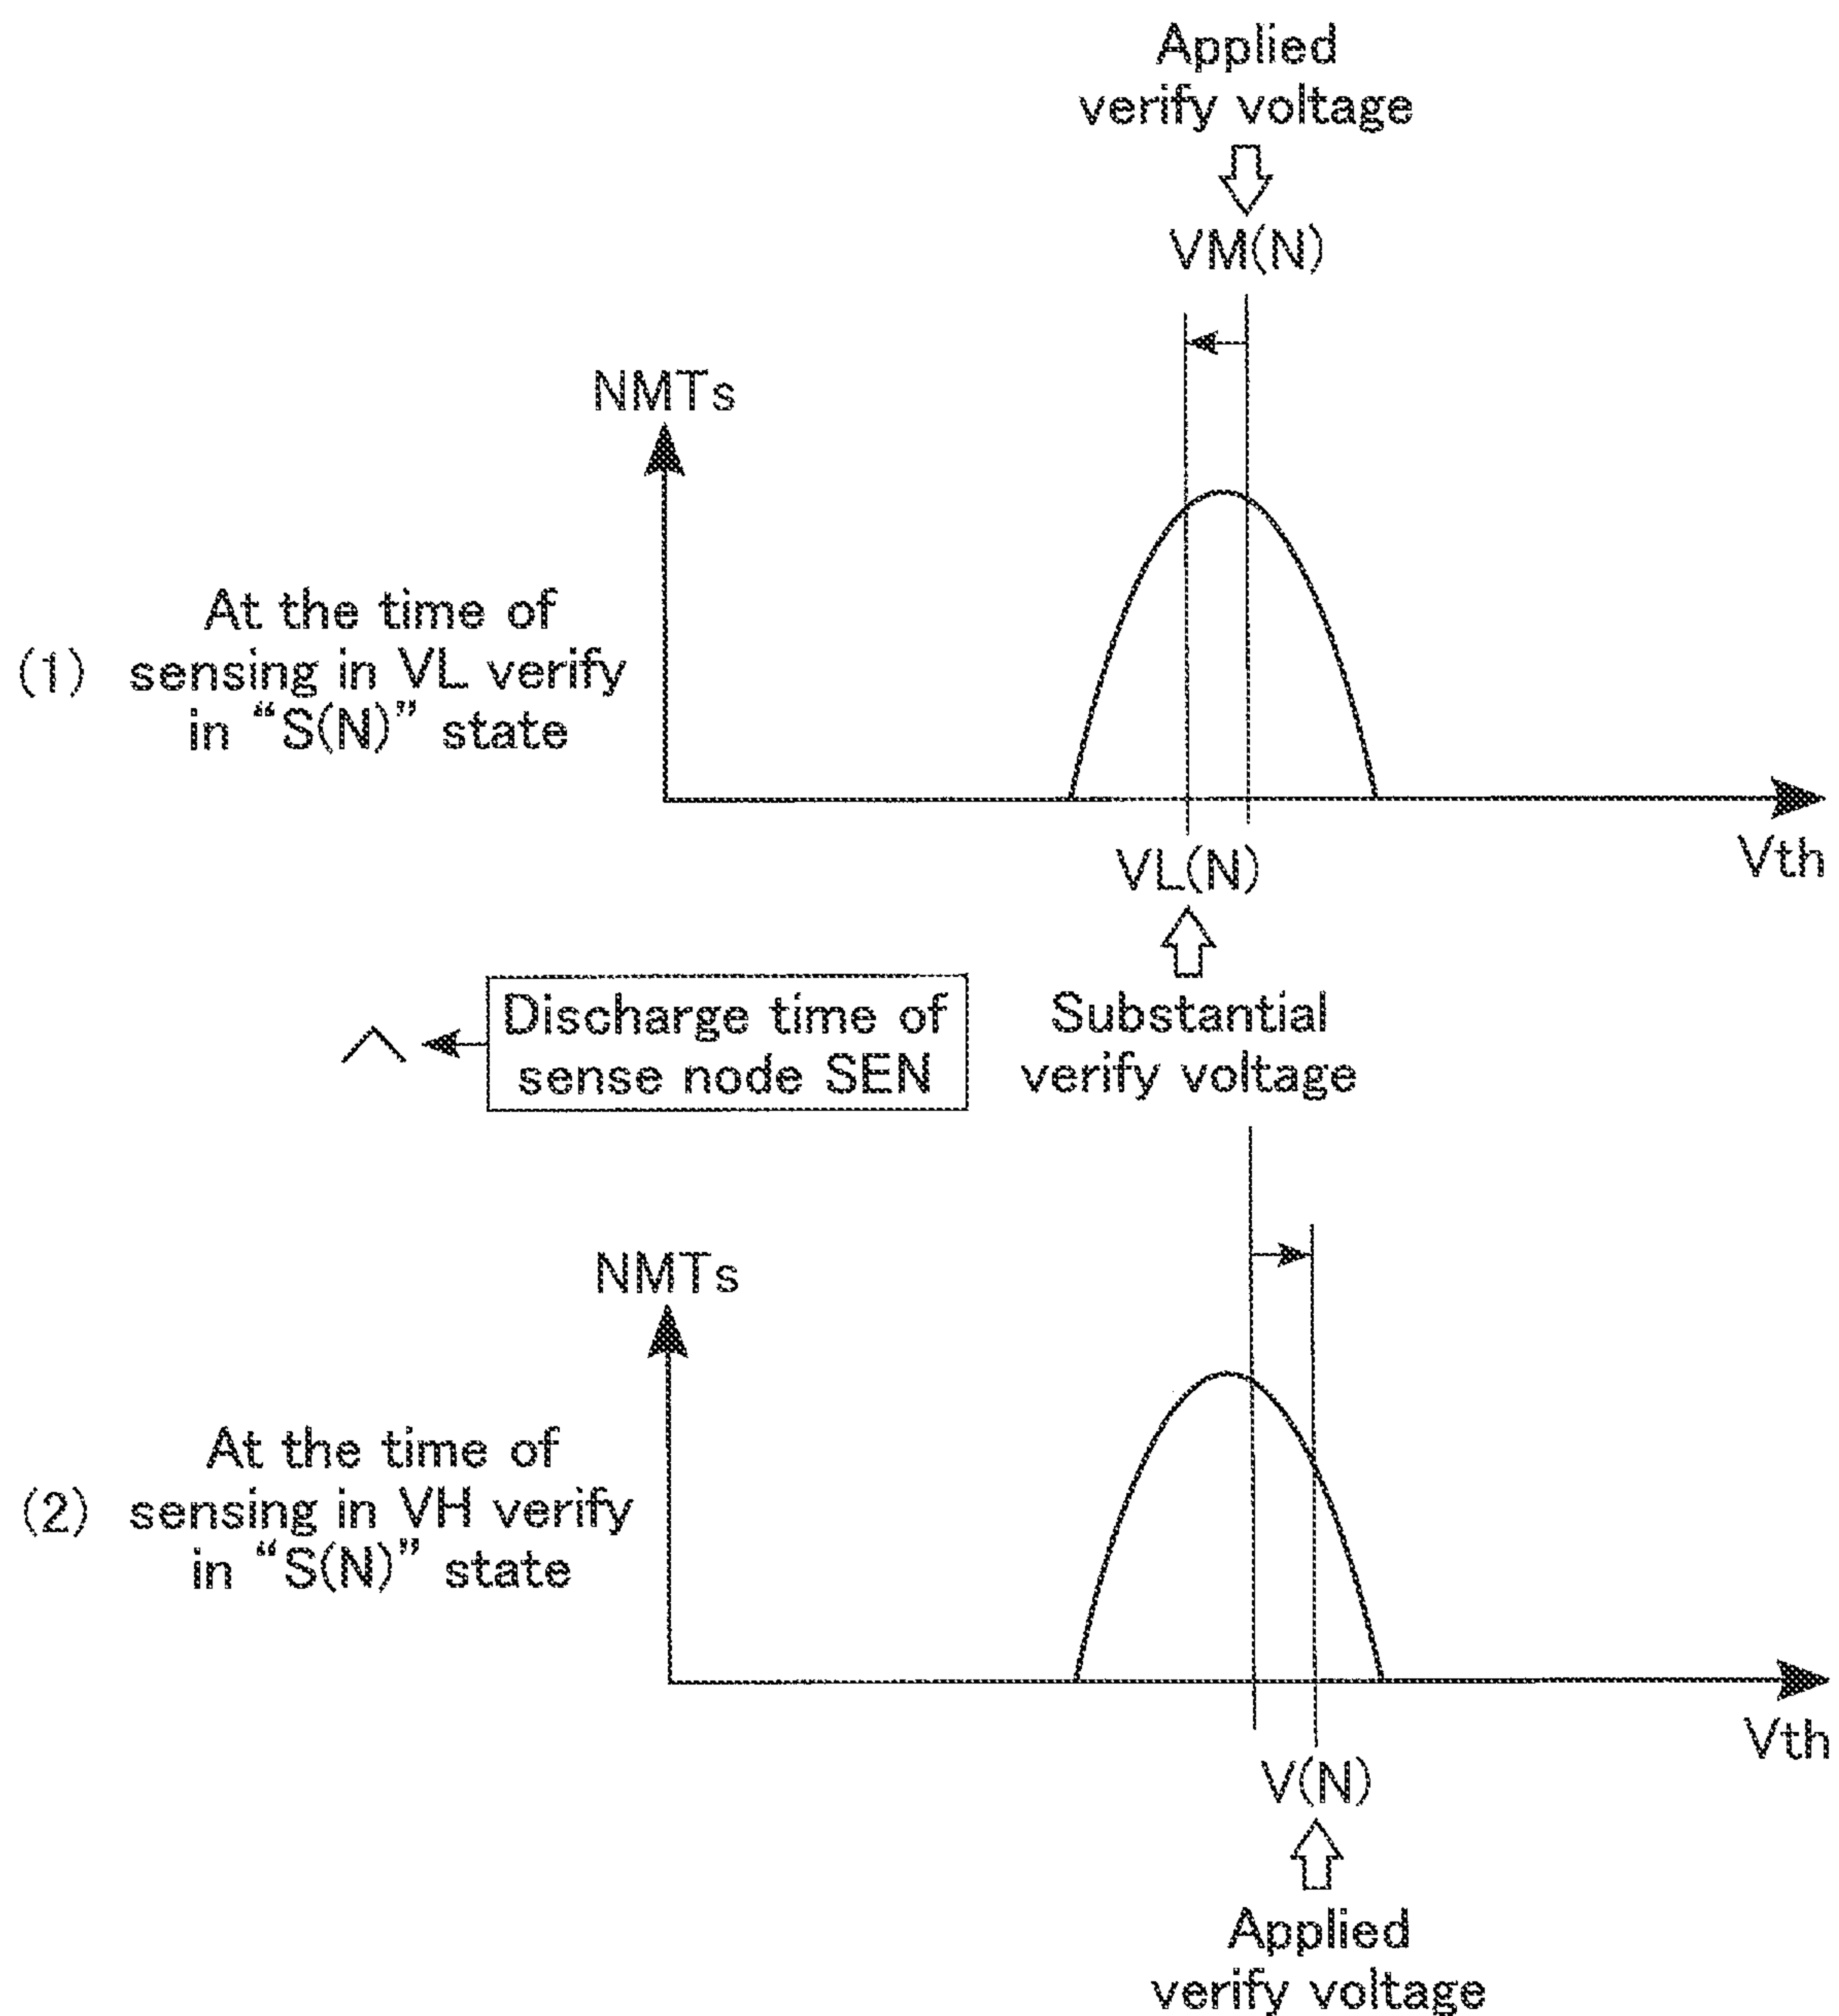 Applied
verify voltage
VM(N)
NMTs
(1) At the time of
sensing in VL verify
in “S(N)” state
Vth
VL(N)
Substantial
verify voltage
Discharge time of
sense node SEN
NMTs
(2) At the time of
sensing in VH verify
in “S(N)” state
Vth
V(N)
Applied
verify voltage